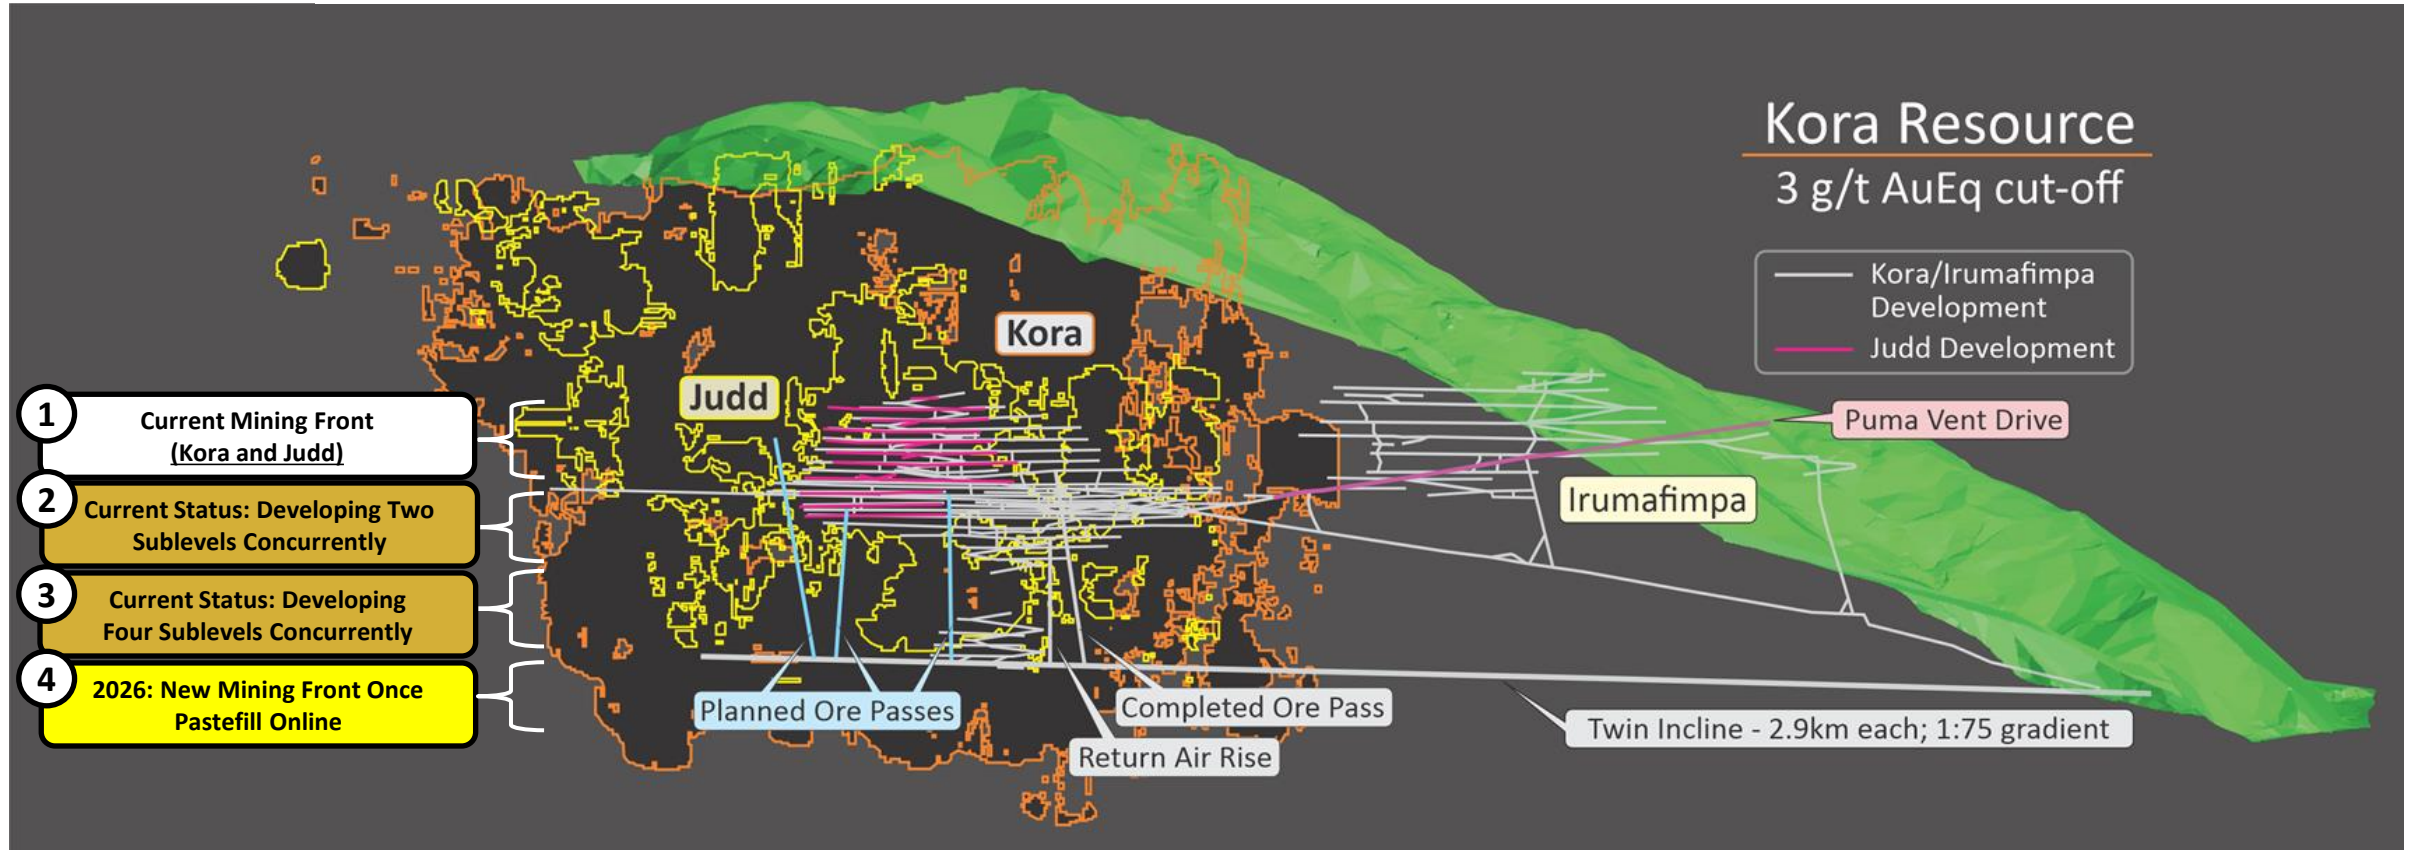 Kora Resource
3 g/t AuEq cut-off
Kora/Irumafimpa
Development
Judd Development
Kora
Judd
1
Current Mining Front
(Kora and Judd)
2
Current Status: Developing Two
Sublevels Concurrently
3
Current Status: Developing
Four Sublevels Concurrently
4
2026: New Mining Front Once
Pastefill Online
Puma Vent Drive
Irumafimpa
Planned Ore Passes
Completed Ore Pass
Return Air Rise
Twin Incline - 2.9km each; 1:75 gradient